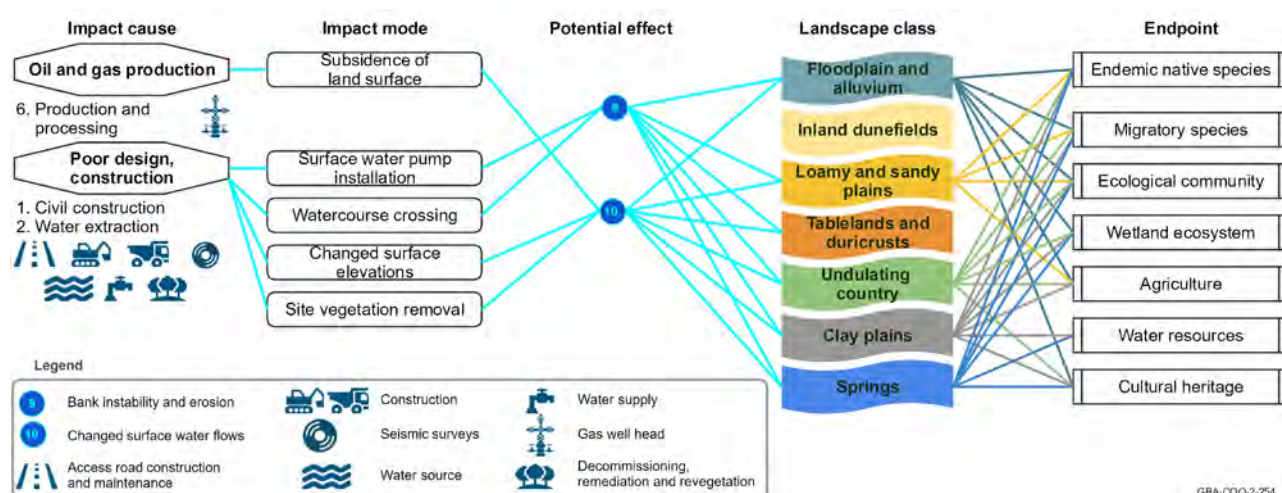 Impact cause
Impact mode
Potential effect
Landscape class
Endpoint
Oil and gas production
6. Production and
processing
Poor design,
construction
1. Civil construction
2. Water extraction
Subsidence of
land surface
Surface water pump
installation
Watercourse crossing
Changed surface
elevations
Site vegetation removal
9
10
Floodplain and
alluvium
Inland dunefields
Loamy and sandy
plains
Tablelands and
duricrusts
Undulating
country
Clay plains
Springs
Endemic native species
Migratory species
Ecological community
Wetland ecosystem
Agriculture
Water resources
Cultural heritage
Legend
9
Bank instability and erosion
10
Changed surface water flows
Access road construction
and maintenance
Construction
Seismic surveys
Water source
Water supply
Gas well head
Decommissioning,
remediation and revegetation
GBA-COO-2-254